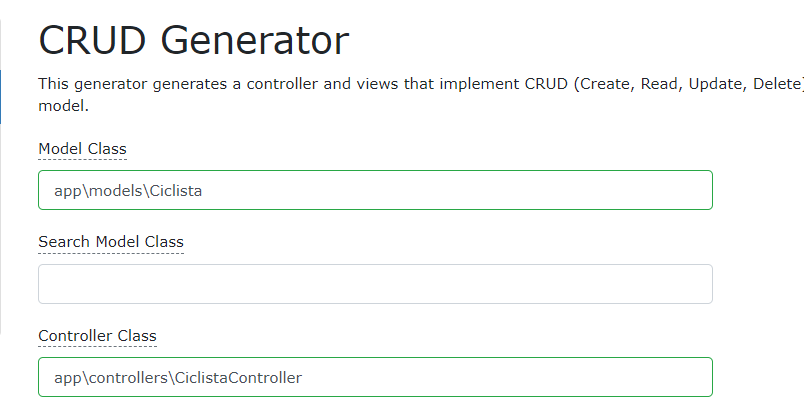 CRUD Generator
This generator generates a controller and views that implement CRUD (Create, Read, Update, Delete)
model.
Model Class
app\models\Ciclista
Search Model Class
Controller Class
app\controllers\CiclistaController